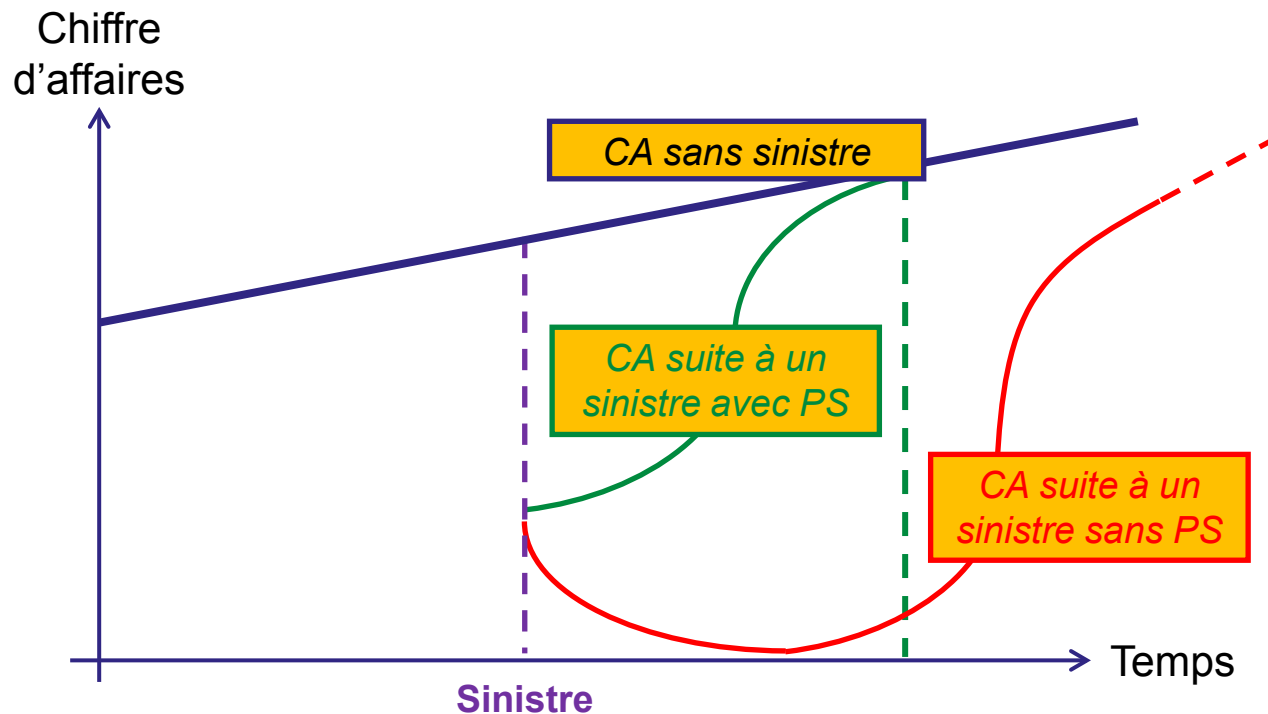 Chiffre
d’affaires
CA sans sinistre
CA suite à un
sinistre avec PS
CA suite à un
sinistre sans PS
Temps
Sinistre